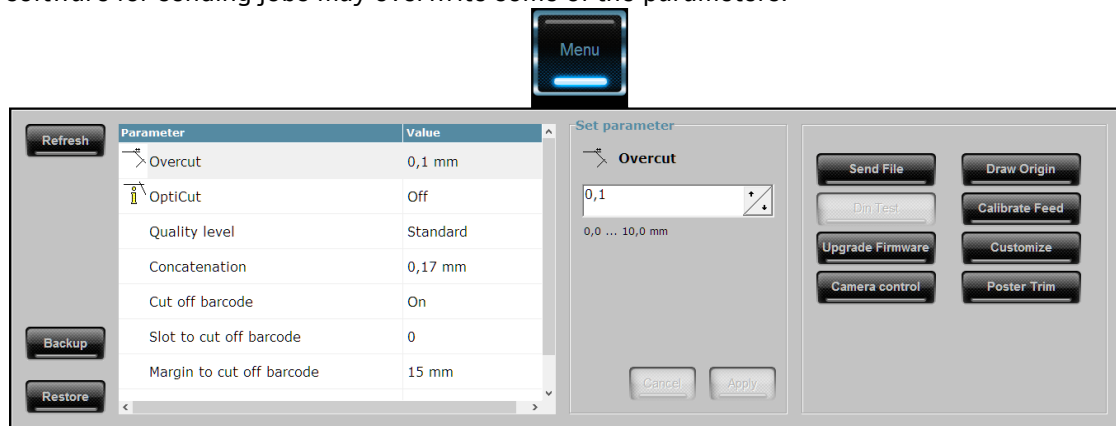 software for sending jobs may overwrite some of the parameters.
Menu
Refresh
Backup
Restore
Parameter Value
Overcut 0,1 mm
OptiCut Off
Quality level Standard
Concatenation 0,17 mm
Cut off barcode On
Slot to cut off barcode 0
Margin to cut off barcode 15 mm
Set parameter
Overcut
0,1
0,0 ... 10,0 mm
Cancel Apply
Send File Draw Origin
Din Test Calibrate Feed
Upgrade Firmware Customize
Camera control Poster Trim